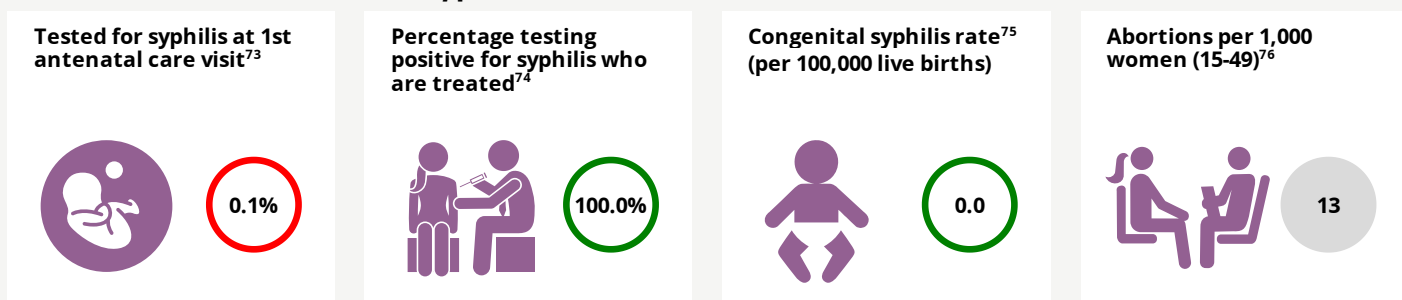 Tested for syphilis at 1st
antenatal care visit73
0.1%
Percentage testing
positive for syphilis who
are treated74
100.0%
Congenital syphilis rate75
(per 100,000 live births)
0.0
Abortions per 1,000
women (15-49)76
13